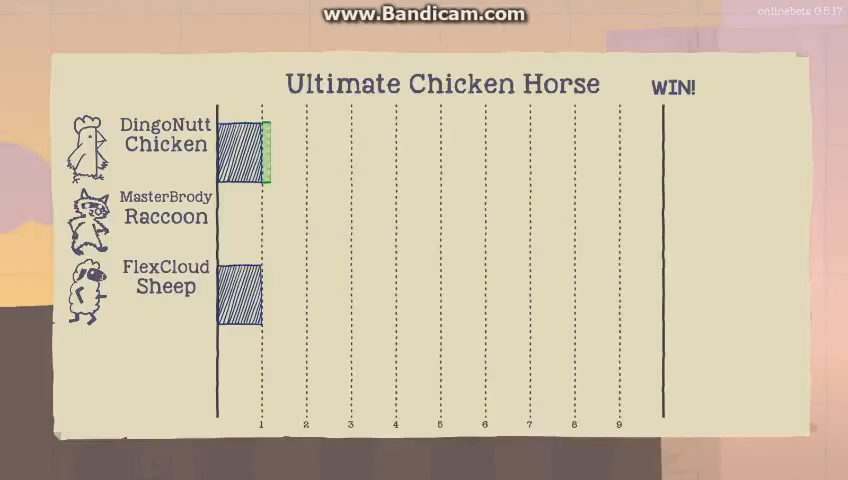 www.Bandicam.com
onlinebeta 0.5.17
Ultimate Chicken Horse
WIN!
DingoNutt
Chicken
MasterBrody
Raccoon
FlexCloud
Sheep
1 2 3 4 5 6 7 8 9